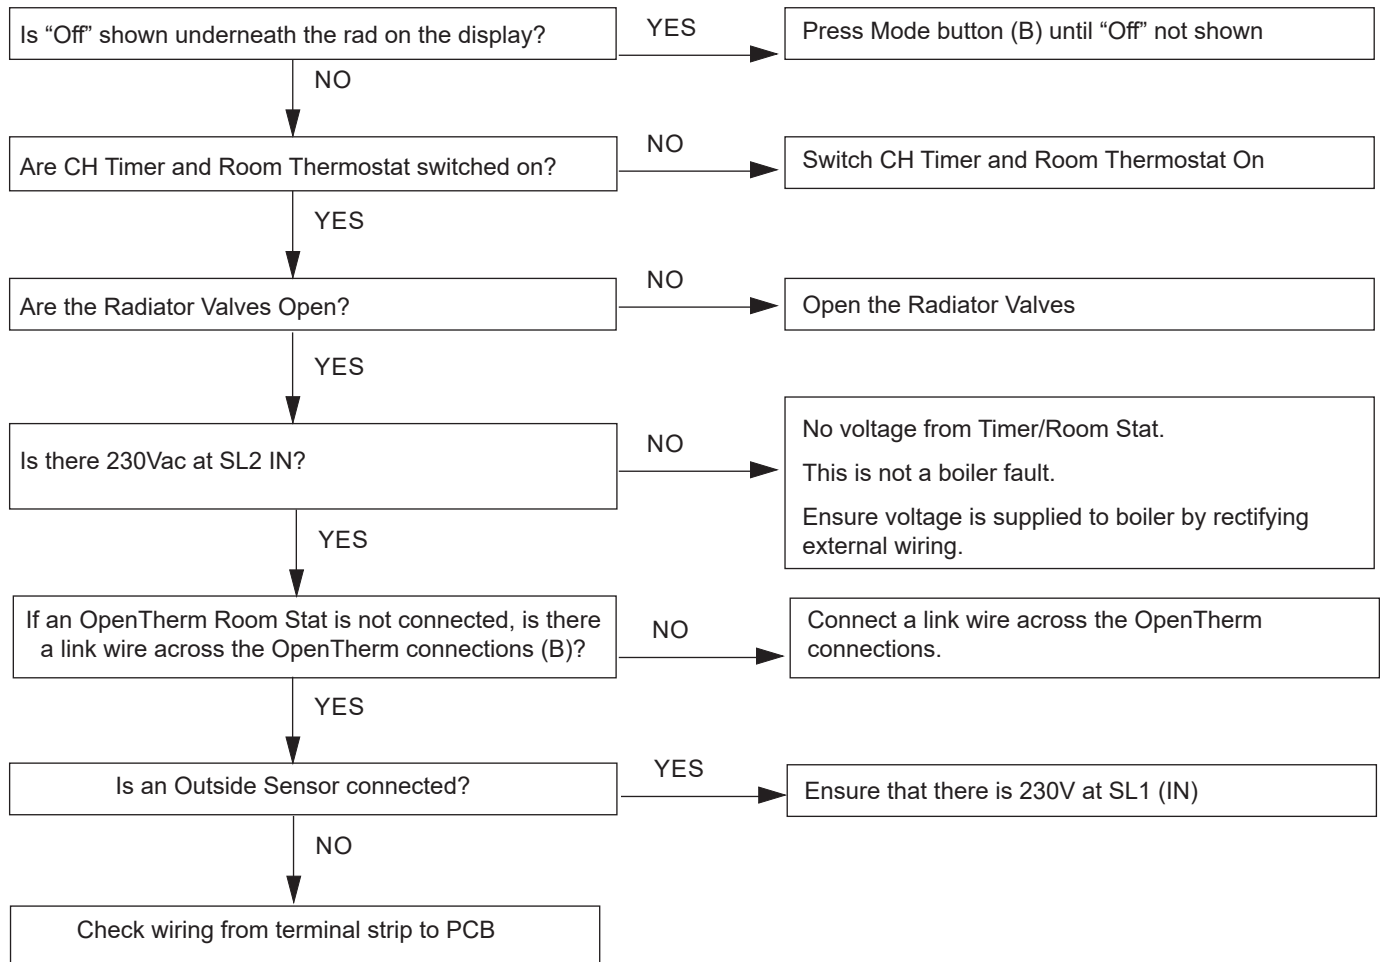 Is “Off” shown underneath the rad on the display?
YES
Press Mode button (B) until “Off” not shown
NO
Are CH Timer and Room Thermostat switched on?
NO
Switch CH Timer and Room Thermostat On
YES
Are the Radiator Valves Open?
NO
Open the Radiator Valves
YES
Is there 230Vac at SL2 IN?
NO
No voltage from Timer/Room Stat.
This is not a boiler fault.
Ensure voltage is supplied to boiler by rectifying
external wiring.
YES
If an OpenTherm Room Stat is not connected, is there
a link wire across the OpenTherm connections (B)?
NO
Connect a link wire across the OpenTherm
connections.
YES
Is an Outside Sensor connected?
YES
Ensure that there is 230V at SL1 (IN)
NO
Check wiring from terminal strip to PCB